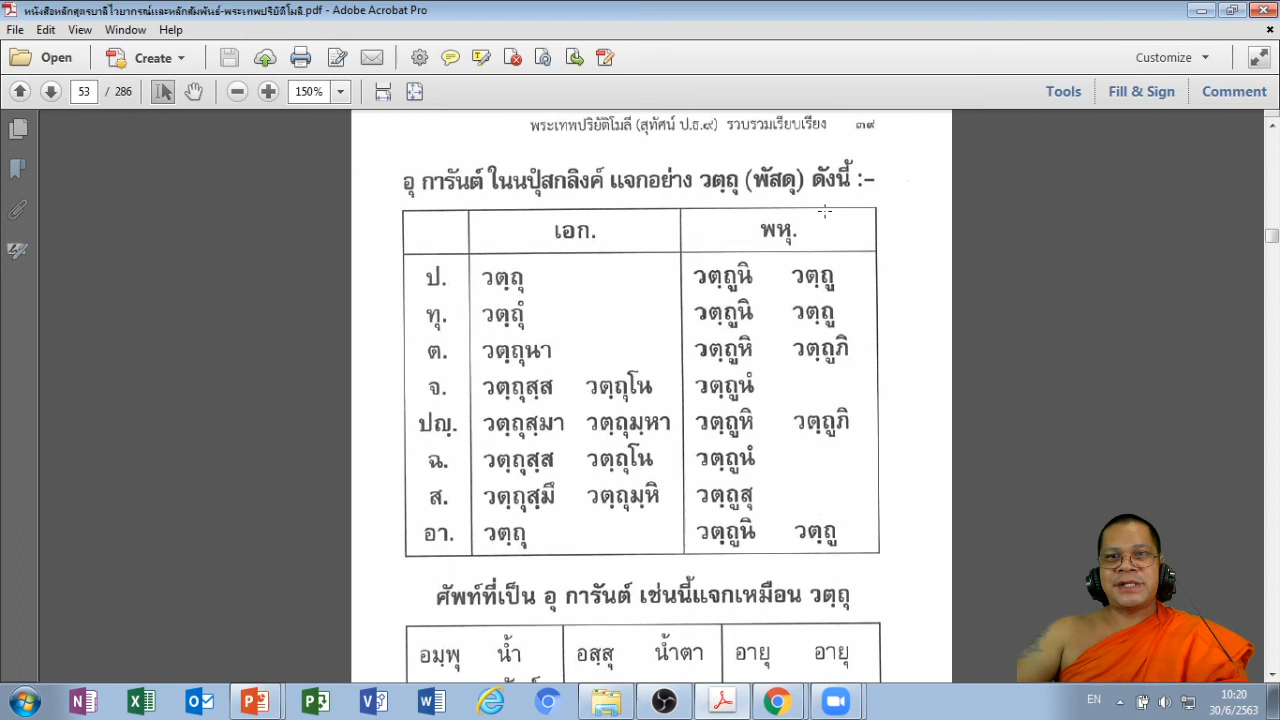 หนังสือหลักสูตรบาลีไวยากรณ์และหลักสัมพันธ์-พระเทพปริยัติโมลี.pdf - Adobe Acrobat Pro
File Edit View Window Help
Open Create Customize
53 / 286 150% Tools Fill & Sign Comment
พระเทพปริยัติโมลี (สุทัศน์ ป.ธ.๙) รวบรวมเรียบเรียง ๓๙
อุ การันต์ ในนปุํสกลิงค์ แจกอย่าง วตฺถุ (พัสดุ) ดังนี้ :-
เอก. พหุ.
ป. วตฺถุ วตฺถูนิ วตฺถู
ทุ. วตฺถุํ วตฺถูนิ วตฺถู
ต. วตฺถุนา วตฺถูหิ วตฺถูภิ
จ. วตฺถุสฺส วตฺถุโน วตฺถูนํ
ปญฺ. วตฺถุสฺมา วตฺถุมฺหา วตฺถูหิ วตฺถูภิ
ฉ. วตฺถุสฺส วตฺถุโน วตฺถูนํ
ส. วตฺถุสฺมึ วตฺถุมฺหิ วตฺถูสุ
อา. วตฺถุ วตฺถูนิ วตฺถู
ศัพท์ที่เป็น อุ การันต์ เช่นนี้แจกเหมือน วตฺถุ
อมฺพุ น้ำ อสฺสุ น้ำตา อายุ อายุ
EN 10:20
30/6/2563